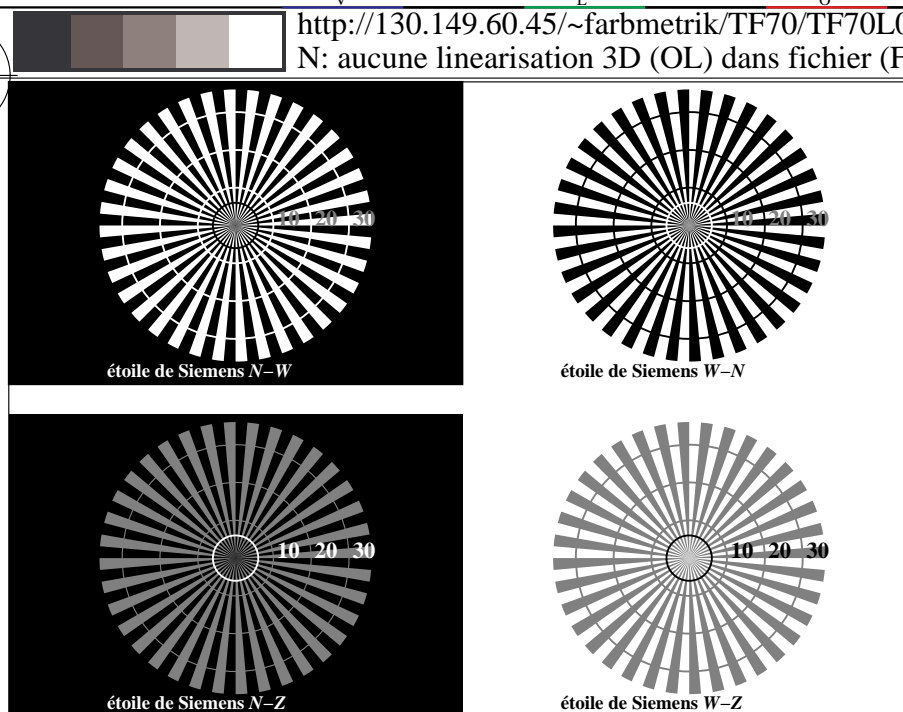 V L O
http://130.149.60.45/~farbmetrik/TF70/TF70L0
N: aucune linearisation 3D (OL) dans fichier (F
10 20 30
10 20 30
étoile de Siemens N–W
étoile de Siemens W–N
10 20 30
10 20 30
étoile de Siemens N–Z
étoile de Siemens W–Z